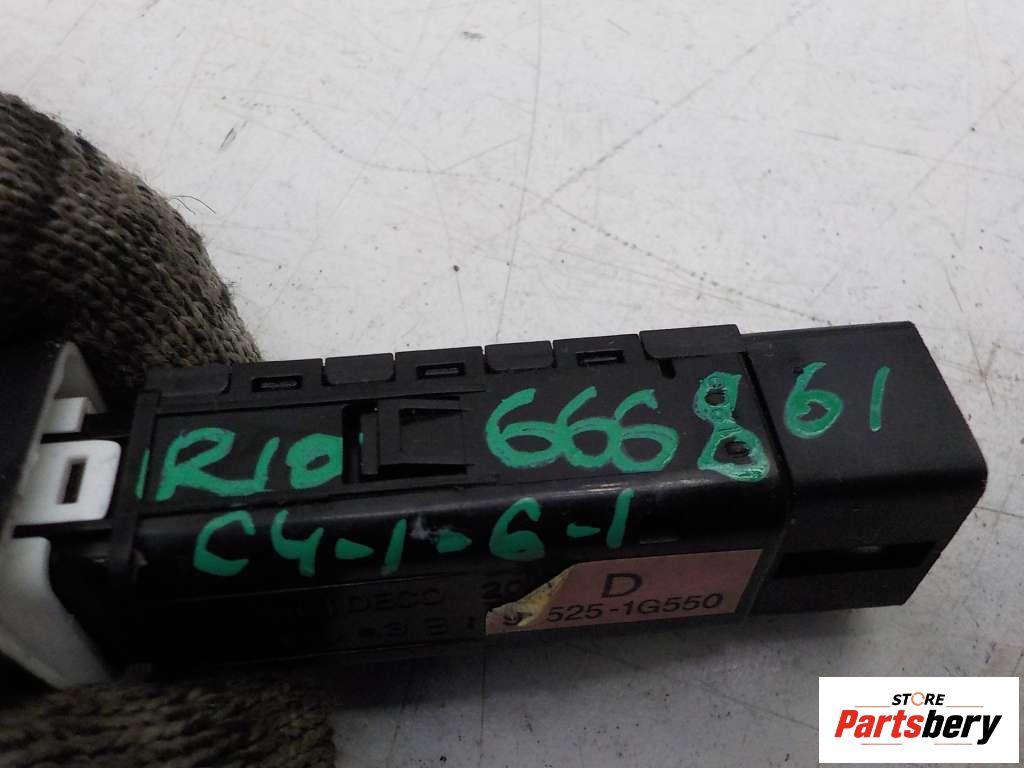 RIO 666861
C4-1-6-1
D
525-1G550
STORE
Partsbery